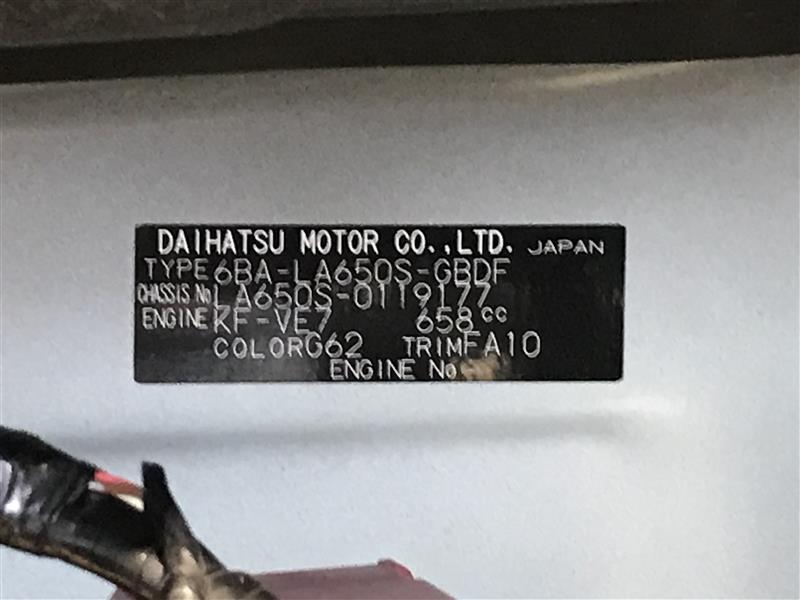 DAIHATSU MOTOR CO.,LTD. JAPAN
TYPE 6BA-LA650S-GBDF
CHASSIS No LA650S-0119177
ENGINE KF-VE7 658cc
COLOR G62 TRIM FA10
ENGINE No